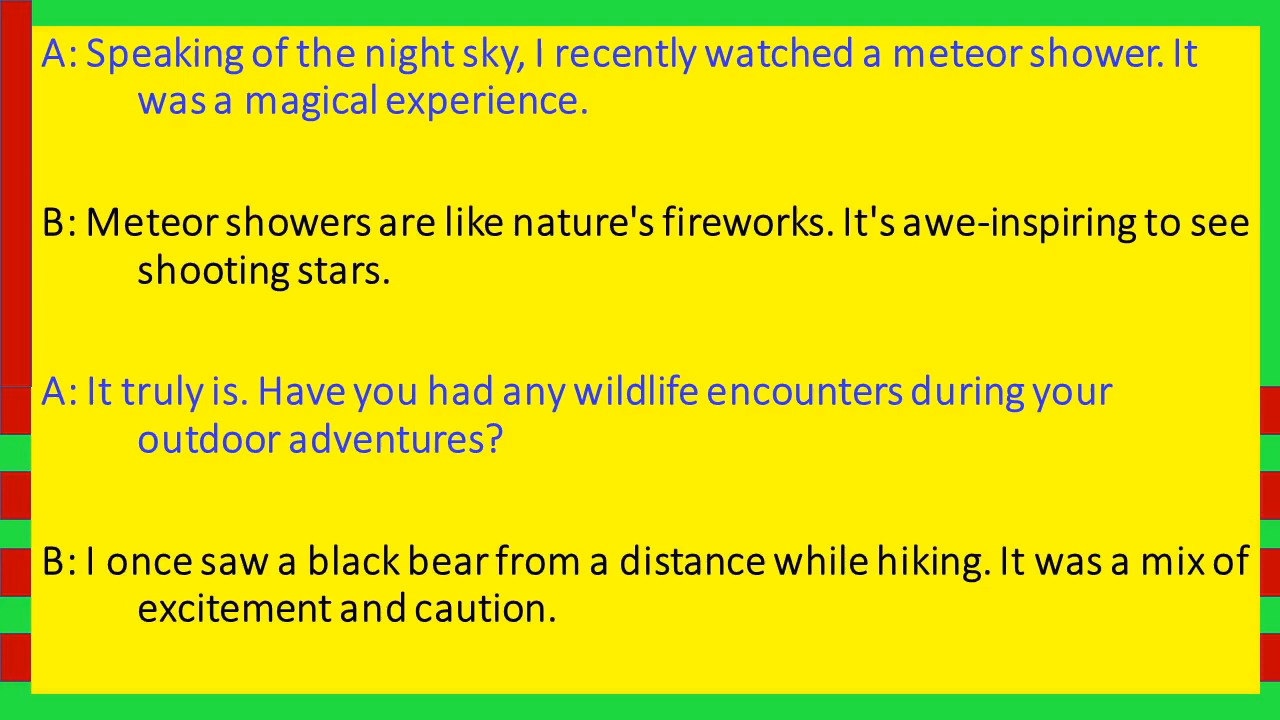 A: Speaking of the night sky, I recently watched a meteor shower. It
was a magical experience.
B: Meteor showers are like nature's fireworks. It's awe-inspiring to see
shooting stars.
A: It truly is. Have you had any wildlife encounters during your
outdoor adventures?
B: I once saw a black bear from a distance while hiking. It was a mix of
excitement and caution.